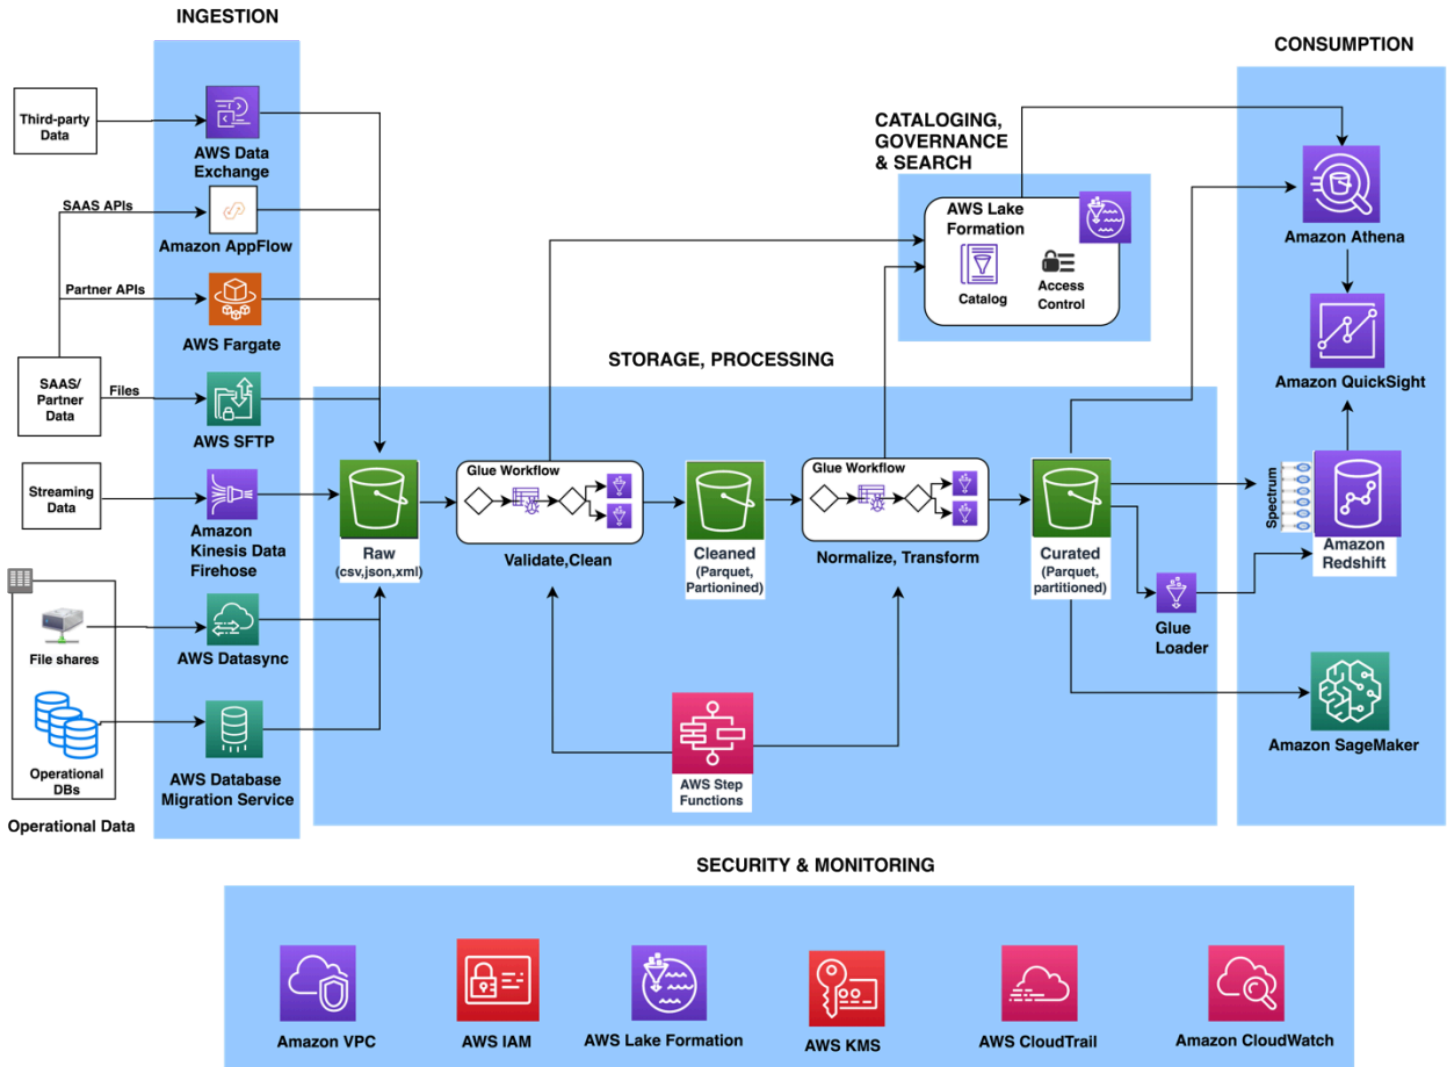 INGESTION
CONSUMPTION
CATALOGING,
GOVERNANCE
& SEARCH
STORAGE, PROCESSING
Third-party
Data
AWS Data
Exchange
SAAS APIs
Amazon AppFlow
Partner APIs
AWS Fargate
SAAS/
Partner
Data
Files
AWS SFTP
Streaming
Data
Amazon
Kinesis Data
Firehose
File shares
AWS Datasync
Operational
DBs
AWS Database
Migration Service
Operational Data
Raw
(csv,json,xml)
Glue Workflow
Validate,Clean
Cleaned
(Parquet,
Partionined)
Glue Workflow
Normalize, Transform
Curated
(Parquet,
partitioned)
Glue
Loader
AWS Step
Functions
AWS Lake
Formation
Catalog
Access
Control
Amazon Athena
Amazon QuickSight
Spectrum
Amazon
Redshift
Amazon SageMaker
SECURITY & MONITORING
Amazon VPC
AWS IAM
AWS Lake Formation
AWS KMS
AWS CloudTrail
Amazon CloudWatch